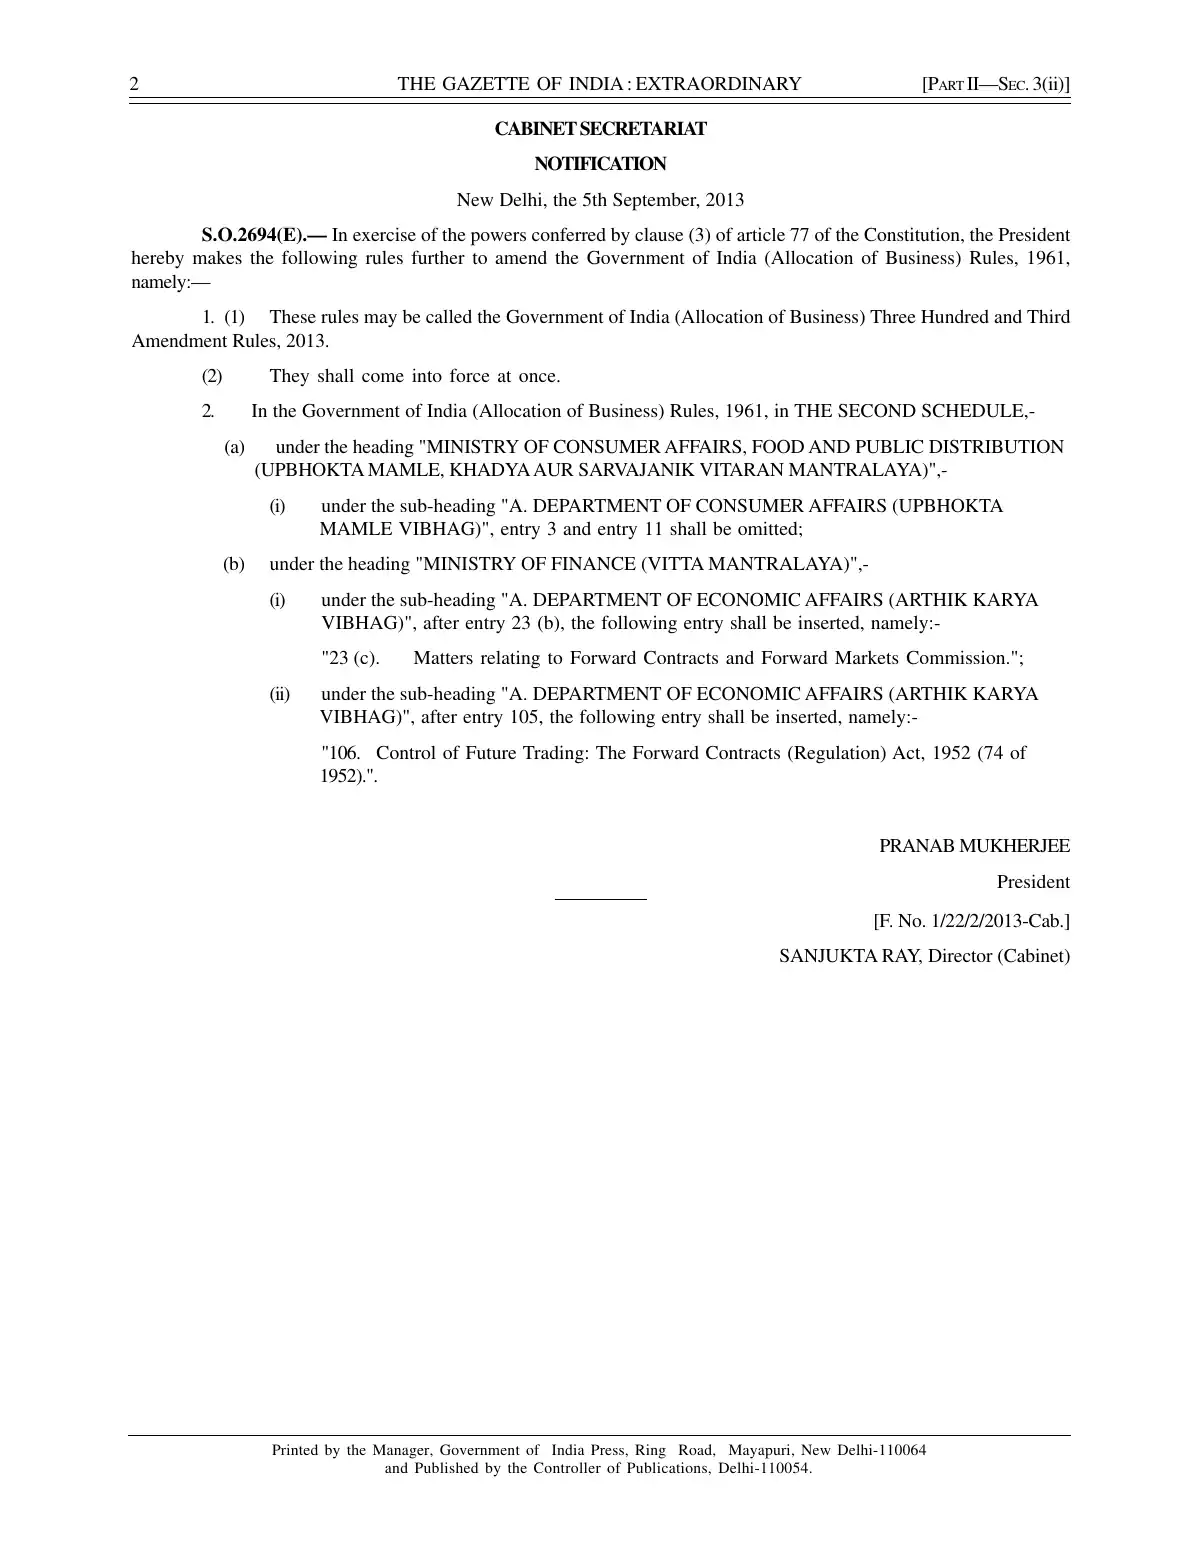 2 THE GAZETTE OF INDIA : EXTRAORDINARY [PART II—SEC. 3(ii)]
CABINET SECRETARIAT
NOTIFICATION
New Delhi, the 5th September, 2013
S.O.2694(E).— In exercise of the powers conferred by clause (3) of article 77 of the Constitution, the President
hereby makes the following rules further to amend the Government of India (Allocation of Business) Rules, 1961,
namely:—
1. (1) These rules may be called the Government of India (Allocation of Business) Three Hundred and Third
Amendment Rules, 2013.
(2) They shall come into force at once.
2. In the Government of India (Allocation of Business) Rules, 1961, in THE SECOND SCHEDULE,-
(a) under the heading "MINISTRY OF CONSUMER AFFAIRS, FOOD AND PUBLIC DISTRIBUTION
(UPBHOKTA MAMLE, KHADYA AUR SARVAJANIK VITARAN MANTRALAYA)",-
(i) under the sub-heading "A. DEPARTMENT OF CONSUMER AFFAIRS (UPBHOKTA
MAMLE VIBHAG)", entry 3 and entry 11 shall be omitted;
(b) under the heading "MINISTRY OF FINANCE (VITTA MANTRALAYA)",-
(i) under the sub-heading "A. DEPARTMENT OF ECONOMIC AFFAIRS (ARTHIK KARYA
VIBHAG)", after entry 23 (b), the following entry shall be inserted, namely:-
"23 (c). Matters relating to Forward Contracts and Forward Markets Commission.";
(ii) under the sub-heading "A. DEPARTMENT OF ECONOMIC AFFAIRS (ARTHIK KARYA
VIBHAG)", after entry 105, the following entry shall be inserted, namely:-
"106. Control of Future Trading: The Forward Contracts (Regulation) Act, 1952 (74 of
1952).".
PRANAB MUKHERJEE
President
[F. No. 1/22/2/2013-Cab.]
SANJUKTA RAY, Director (Cabinet)
Printed by the Manager, Government of India Press, Ring Road, Mayapuri, New Delhi-110064
and Published by the Controller of Publications, Delhi-110054.